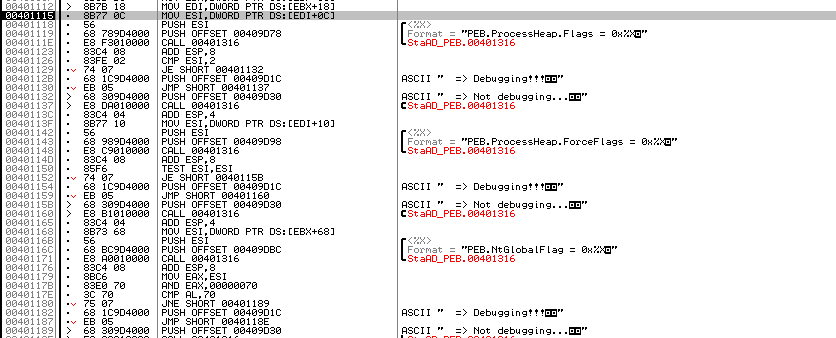 00401112 > 8B7B 18 MOV EDI,DWORD PTR DS:[EBX+18]
00401115 • 8B77 0C MOV ESI,DWORD PTR DS:[EDI+0C]
00401118 • 56 PUSH ESI <%X>
00401119 • 68 789D4000 PUSH OFFSET 00409D78 Format = "PEB.ProcessHeap.Flags = 0x%X◙"
0040111E • E8 F3010000 CALL 00401316 StaAD_PEB.00401316
00401123 • 83C4 08 ADD ESP,8
00401126 • 83FE 02 CMP ESI,2
00401129 • 74 07 JE SHORT 00401132
0040112B • 68 1C9D4000 PUSH OFFSET 00409D1C ASCII " => Debugging!!!◙◙"
00401130 • EB 05 JMP SHORT 00401137
00401132 > 68 309D4000 PUSH OFFSET 00409D30 ASCII " => Not debugging...◙◙"
00401137 > E8 DA010000 CALL 00401316 StaAD_PEB.00401316
0040113C • 83C4 04 ADD ESP,4
0040113F • 8B77 10 MOV ESI,DWORD PTR DS:[EDI+10]
00401142 • 56 PUSH ESI <%X>
00401143 • 68 989D4000 PUSH OFFSET 00409D98 Format = "PEB.ProcessHeap.ForceFlags = 0x%X◙"
00401148 • E8 C9010000 CALL 00401316 StaAD_PEB.00401316
0040114D • 83C4 08 ADD ESP,8
00401150 • 85F6 TEST ESI,ESI
00401152 • 74 07 JE SHORT 0040115B
00401154 • 68 1C9D4000 PUSH OFFSET 00409D1C ASCII " => Debugging!!!◙◙"
00401159 • EB 05 JMP SHORT 00401160
0040115B > 68 309D4000 PUSH OFFSET 00409D30 ASCII " => Not debugging...◙◙"
00401160 > E8 B1010000 CALL 00401316 StaAD_PEB.00401316
00401165 • 83C4 04 ADD ESP,4
00401168 • 8B73 68 MOV ESI,DWORD PTR DS:[EBX+68]
0040116B • 56 PUSH ESI <%X>
0040116C • 68 BC9D4000 PUSH OFFSET 00409DBC Format = "PEB.NtGlobalFlag = 0x%X◙"
00401171 • E8 A0010000 CALL 00401316 StaAD_PEB.00401316
00401176 • 83C4 08 ADD ESP,8
00401179 • 8BC6 MOV EAX,ESI
0040117B • 83E0 70 AND EAX,00000070
0040117E • 3C 70 CMP AL,70
00401180 • 75 07 JNE SHORT 00401189
00401182 • 68 1C9D4000 PUSH OFFSET 00409D1C ASCII " => Debugging!!!◙◙"
00401187 • EB 05 JMP SHORT 0040118E
00401189 > 68 309D4000 PUSH OFFSET 00409D30 ASCII " => Not debugging...◙◙"